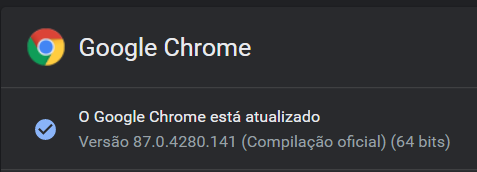 Google Chrome
O Google Chrome está atualizado
Versão 87.0.4280.141 (Compilação oficial) (64 bits)